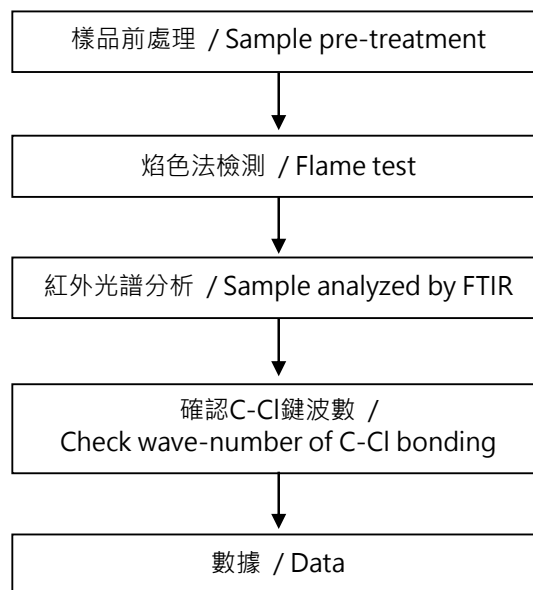 樣品前處理 / Sample pre-treatment
焰色法檢測 / Flame test
紅外光譜分析 / Sample analyzed by FTIR
確認C-Cl鍵波數 /
Check wave-number of C-Cl bonding
數據 / Data